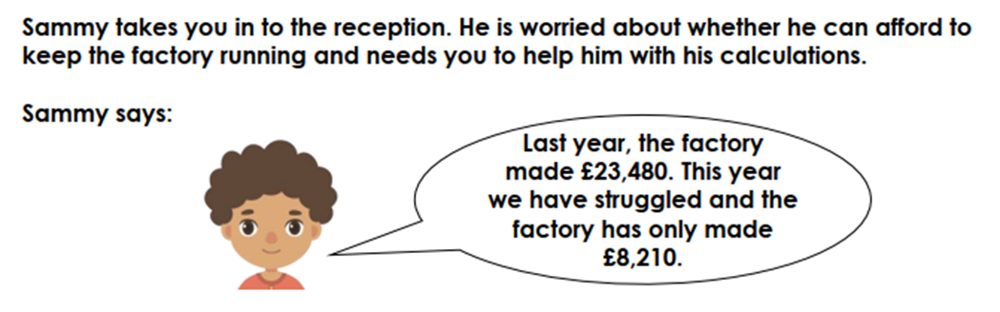 Sammy takes you in to the reception. He is worried about whether he can afford to
keep the factory running and needs you to help him with his calculations.
Sammy says:
Last year, the factory
made £23,480. This year
we have struggled and the
factory has only made
£8,210.